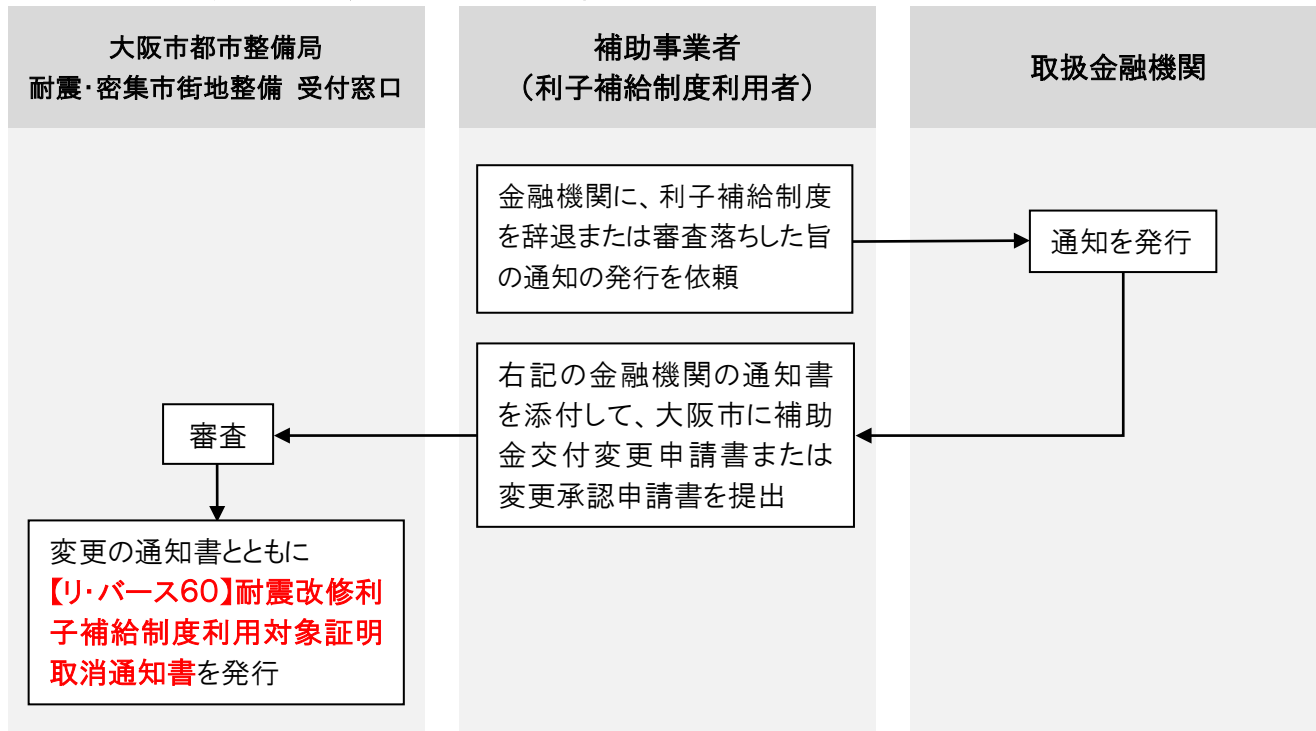 大阪市都市整備局
耐震・密集市街地整備 受付窓口
補助事業者
（利子補給制度利用者）
取扱金融機関
金融機関に、利子補給制度
を辞退または審査落ちした旨
の通知の発行を依頼
通知を発行
右記の金融機関の通知書
を添付して、大阪市に補助
金交付変更申請書または
変更承認申請書を提出
審査
変更の通知書とともに
【リ・バース60】耐震改修利
子補給制度利用対象証明
取消通知書を発行